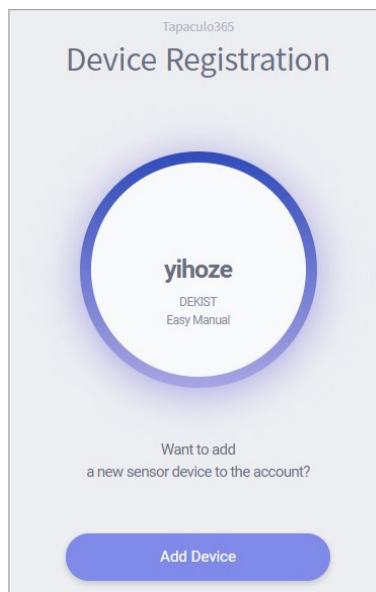 Tapaculo365
Device Registration
yihoze
DEKIST
Easy Manual
Want to add
a new sensor device to the account?
Add Device